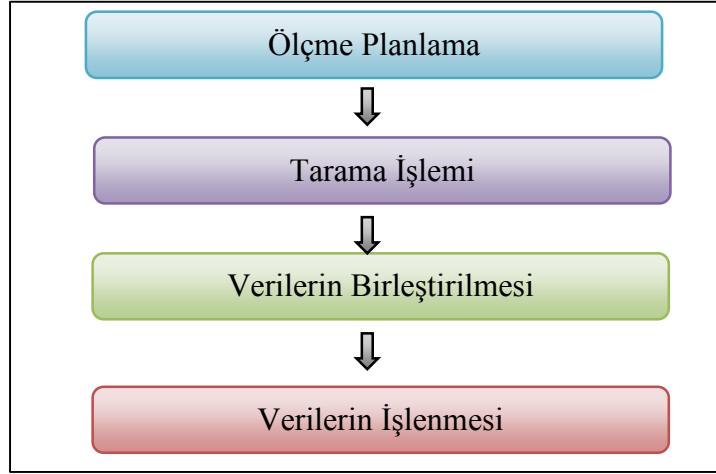 Ölçme Planlama
Tarama İşlemi
Verilerin Birleştirilmesi
Verilerin İşlenmesi